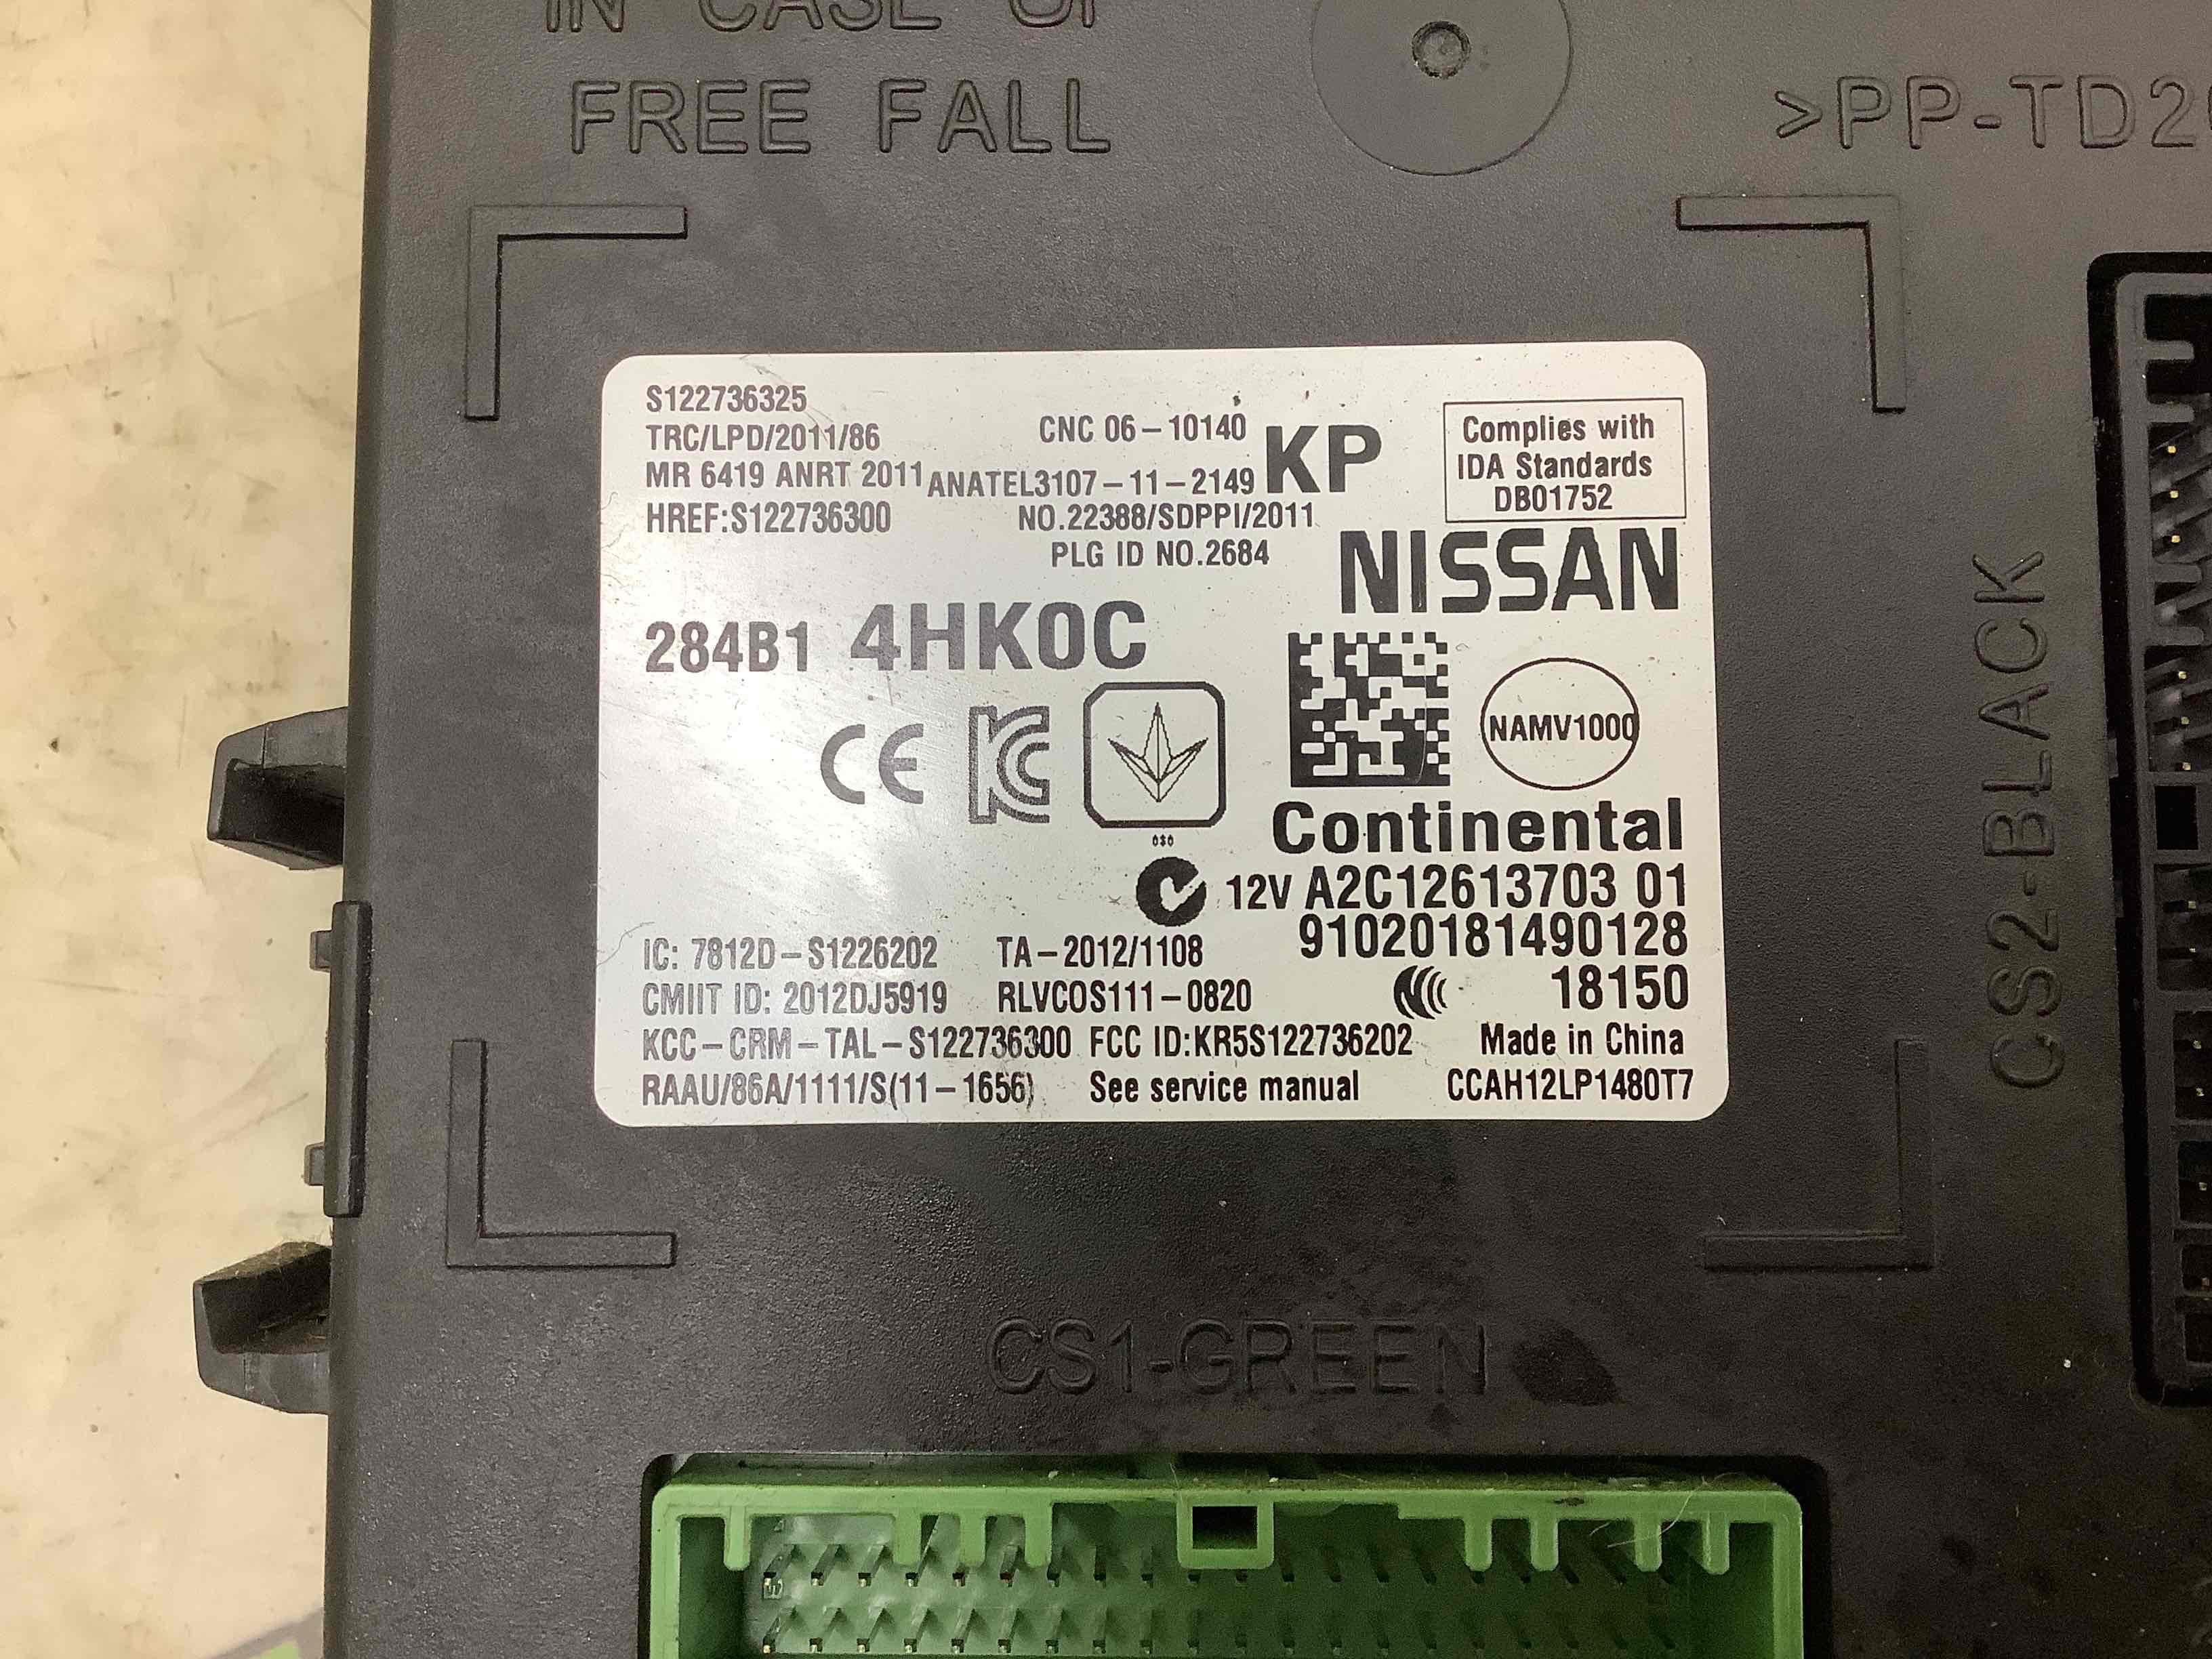 IN CASE OF
FREE FALL
>PP-TD20
S122736325
TRC/LPD/2011/86
MR 6419 ANRT 2011
HREF:S122736300
CNC 06-10140
ANATEL3107-11-2149
NO.22388/SDPPI/2011
PLG ID NO.2684
KP
Complies with
IDA Standards
DB01752
NISSAN
284B1 4HK0C
CE
NAMV1000
Continental
12V A2C12613703 01
91020181490128
18150
IC: 7812D-S1226202
TA-2012/1108
CMIIT ID: 2012DJ5919
RLVCOS111-0820
KCC-CRM-TAL-S122736300
FCC ID:KR5S122736202
Made in China
RAAU/86A/1111/S(11-1656)
See service manual
CCAH12LP1480T7
CS2-BLACK
CS1-GREEN